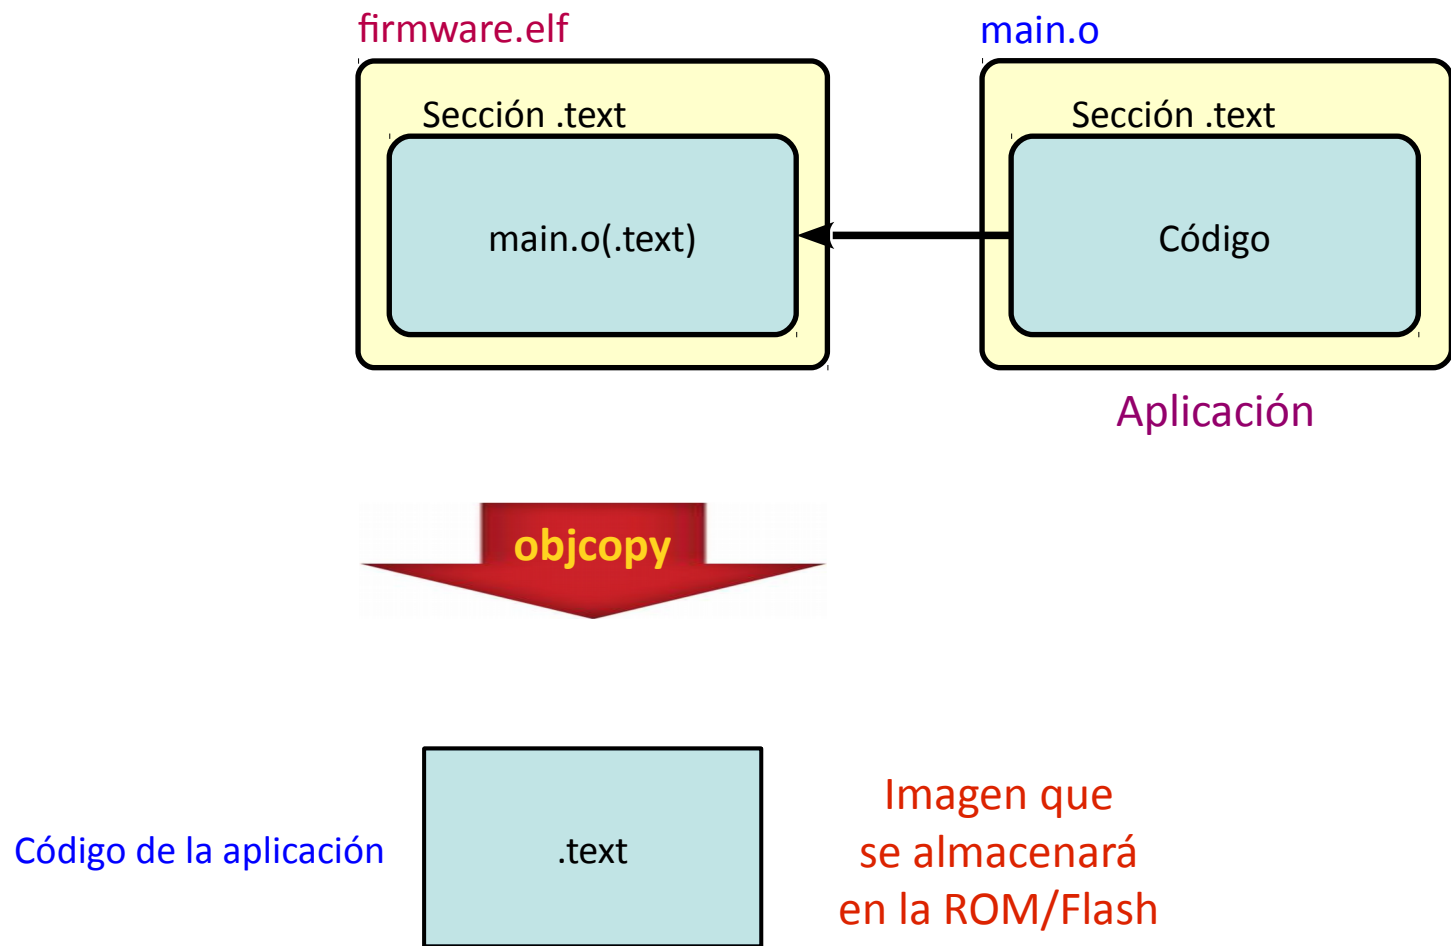 firmware.elf
main.o
Sección .text
Sección .text
main.o(.text)
Código
Aplicación
objcopy
Código de la aplicación
.text
Imagen que
se almacenará
en la ROM/Flash